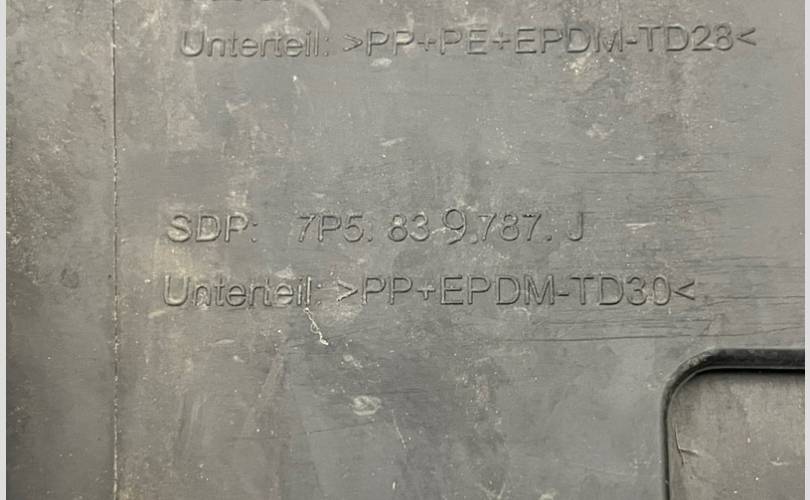 Unterteil: >PP+PE+EPDM-TD28<
SDP: 7P5. 83 9.787. J
Unterteil: >PP+EPDM-TD30<